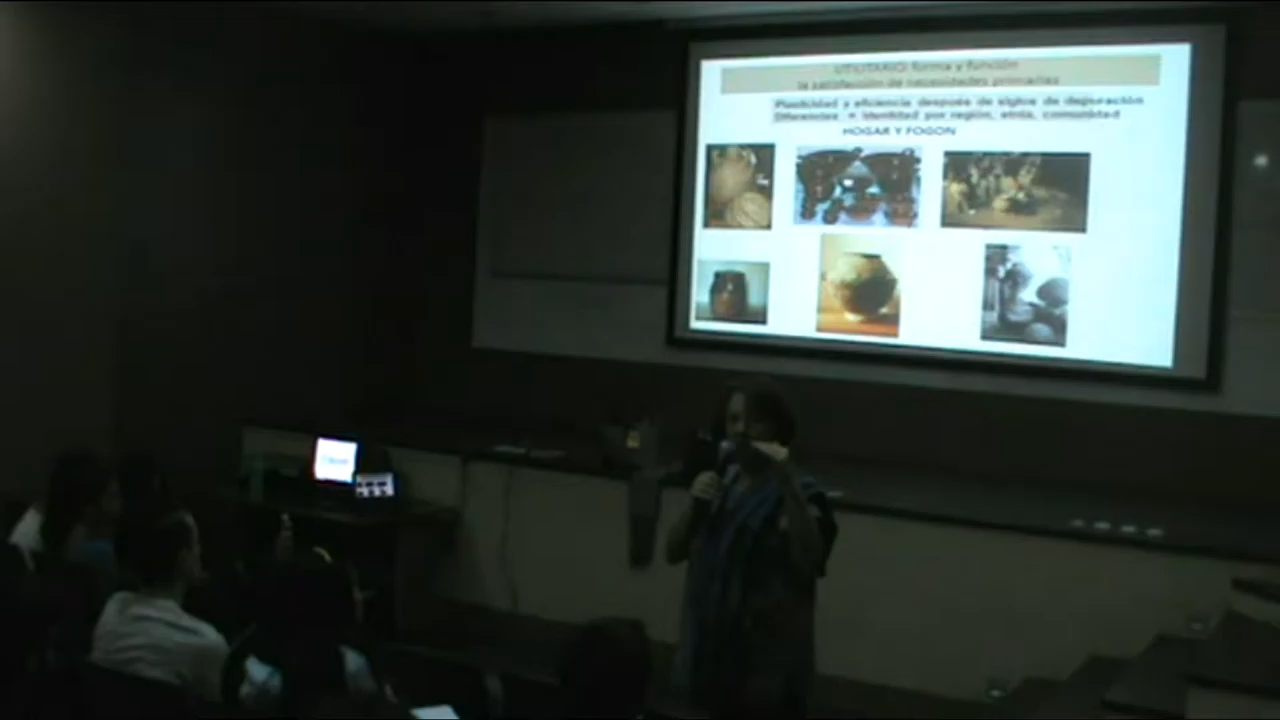 UTILITARIO: forma y función
la satisfacción de necesidades primarias
Plasticidad y eficiencia después de siglos de depuración
Diferencias = identidad por región, etnia, comunidad
HOGAR Y FOGON